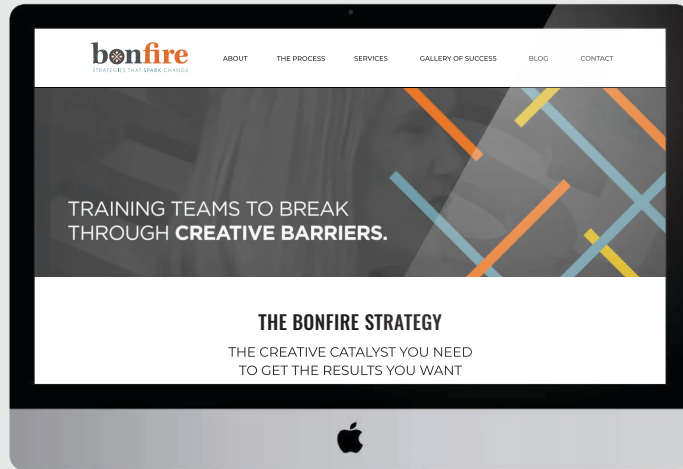 bonfire
STRATEGIES THAT SPARK CHANGE
ABOUT THE PROCESS SERVICES GALLERY OF SUCCESS BLOG CONTACT
TRAINING TEAMS TO BREAK
THROUGH CREATIVE BARRIERS.
THE BONFIRE STRATEGY
THE CREATIVE CATALYST YOU NEED
TO GET THE RESULTS YOU WANT